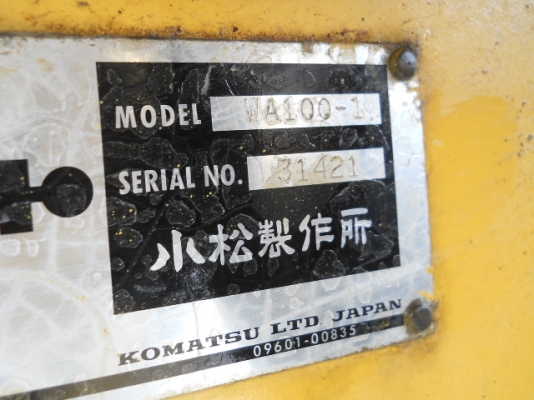 MODEL WA100-1
SERIAL NO. 31421
小松製作所
KOMATSU LTD JAPAN
09601-00835